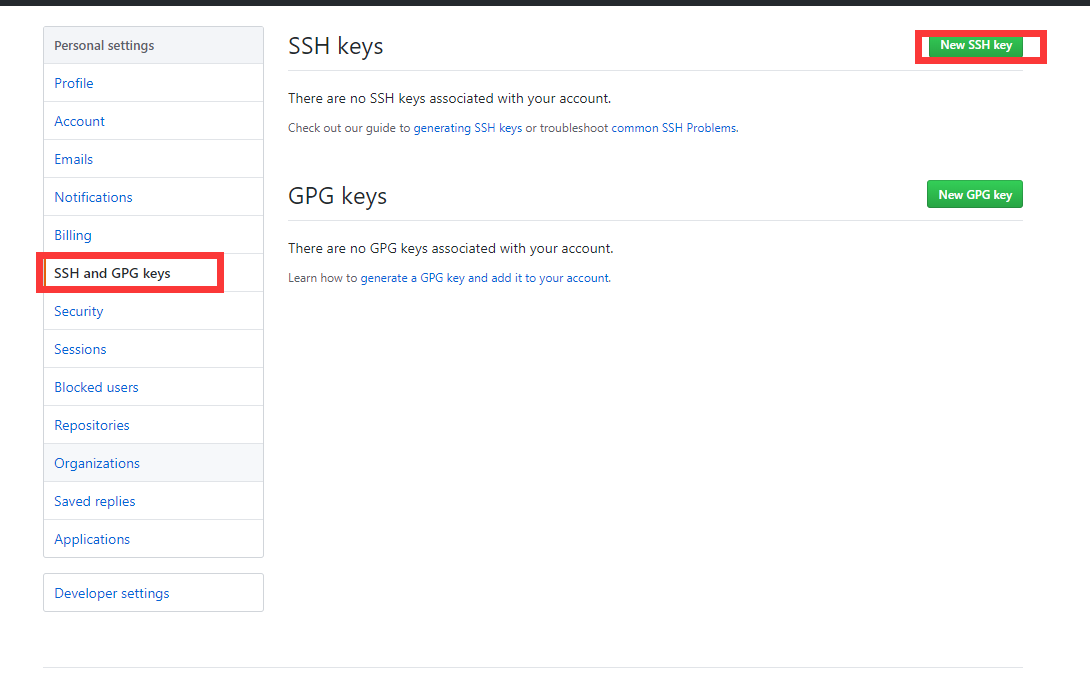 Personal settings
Profile
Account
Emails
Notifications
Billing
SSH and GPG keys
Security
Sessions
Blocked users
Repositories
Organizations
Saved replies
Applications
Developer settings
SSH keys
New SSH key
There are no SSH keys associated with your account.
Check out our guide to generating SSH keys or troubleshoot common SSH Problems.
GPG keys
New GPG key
There are no GPG keys associated with your account.
Learn how to generate a GPG key and add it to your account.